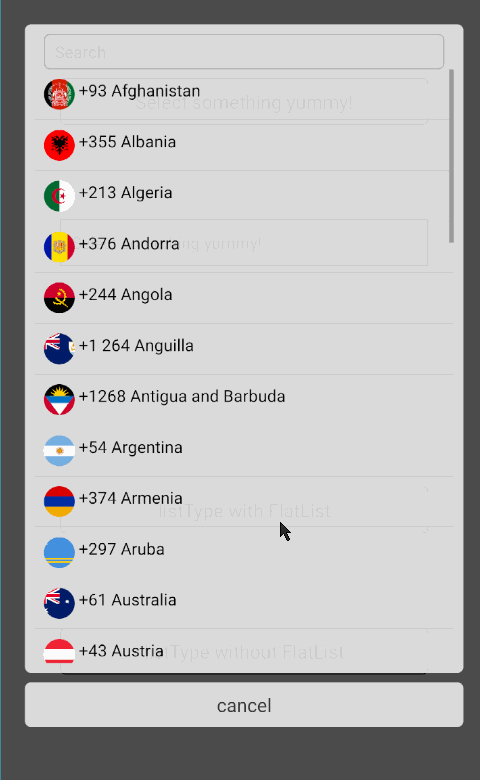 Search
+93 Afghanistan
Select something yummy!
+355 Albania
+213 Algeria
+376 Andorra
yummy!
+244 Angola
+1 264 Anguilla
+1268 Antigua and Barbuda
+54 Argentina
+374 Armenia
listType with FlatList
+297 Aruba
+61 Australia
+43 Austria
Type without FlatList
cancel